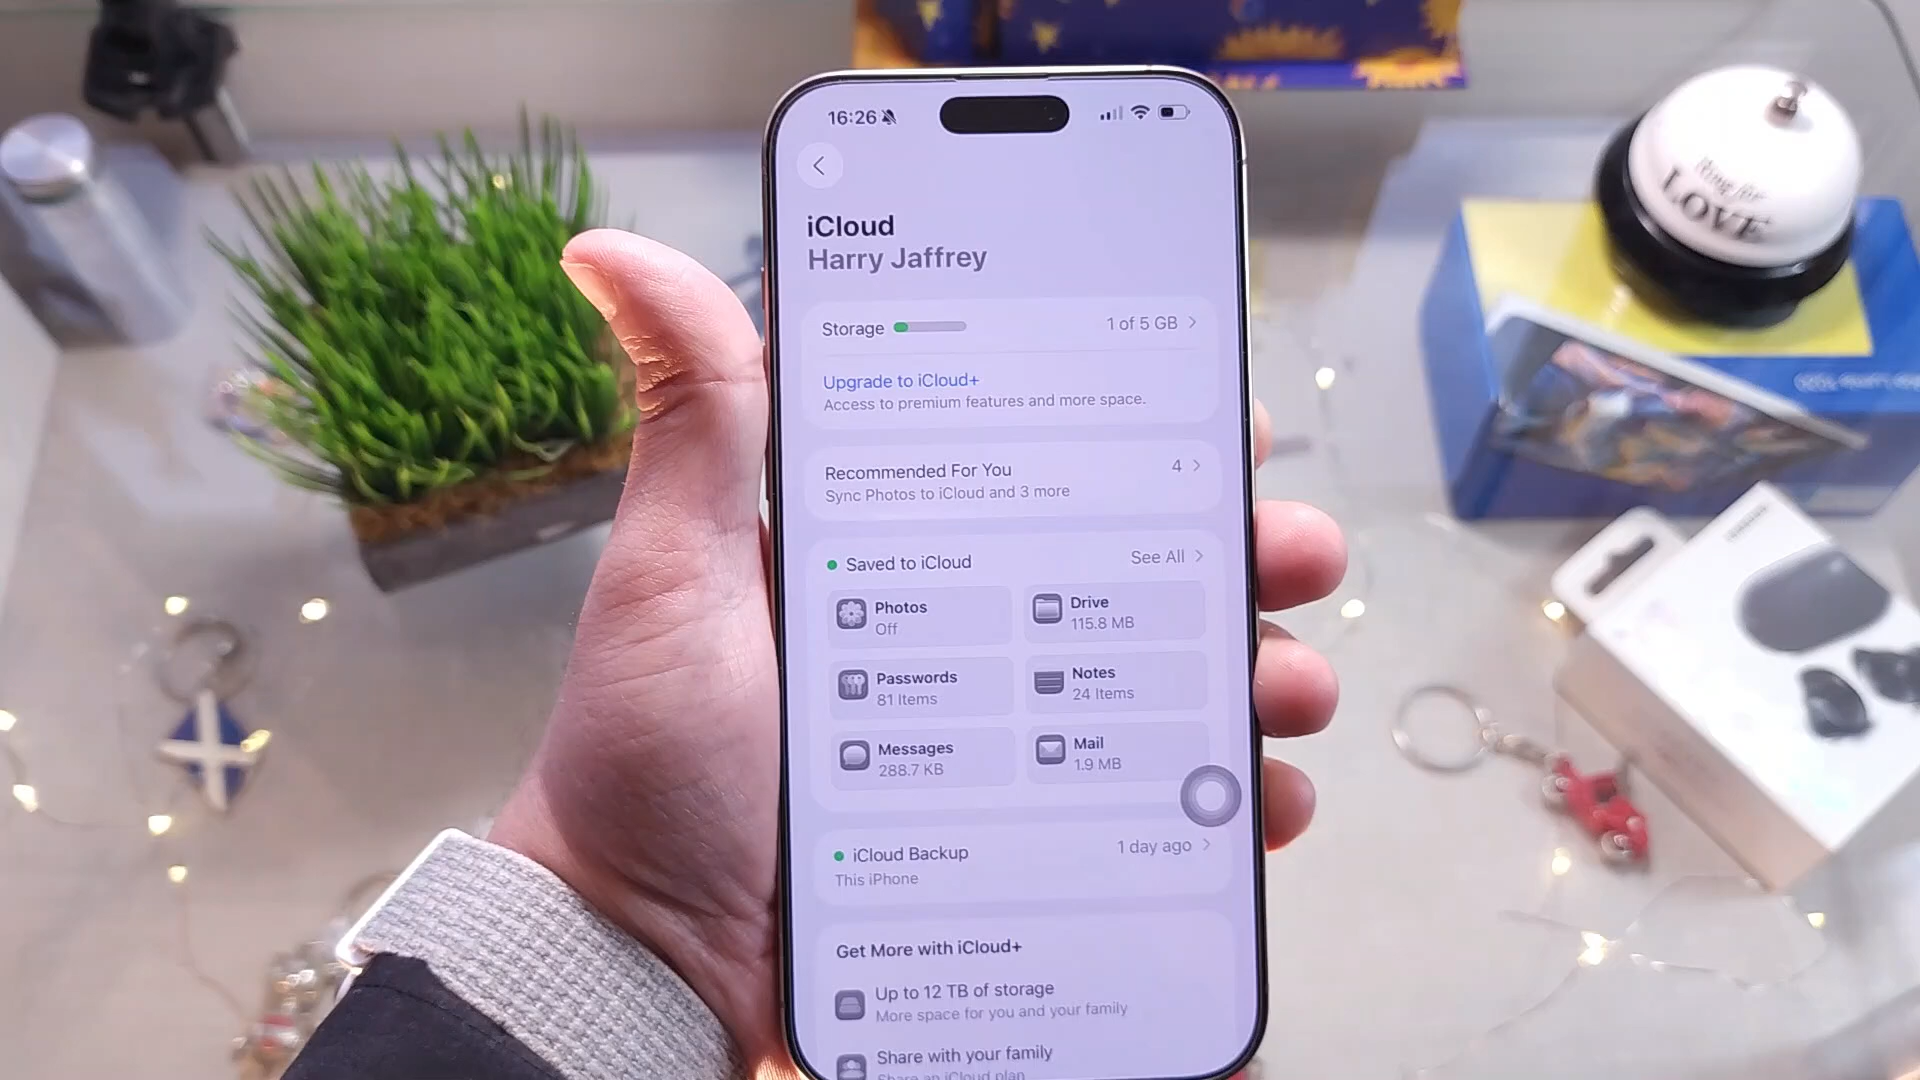 16:26
iCloud
Harry Jaffrey
Storage
1 of 5 GB
Upgrade to iCloud+
Access to premium features and more space.
Recommended For You
4
Sync Photos to iCloud and 3 more
Saved to iCloud
See All
Photos
Off
Drive
115.8 MB
Passwords
81 Items
Notes
24 Items
Messages
288.7 KB
Mail
1.9 MB
iCloud Backup
1 day ago
This iPhone
Get More with iCloud+
Up to 12 TB of storage
More space for you and your family
Share with your family
Share an iCloud plan
Ring for
LOVE